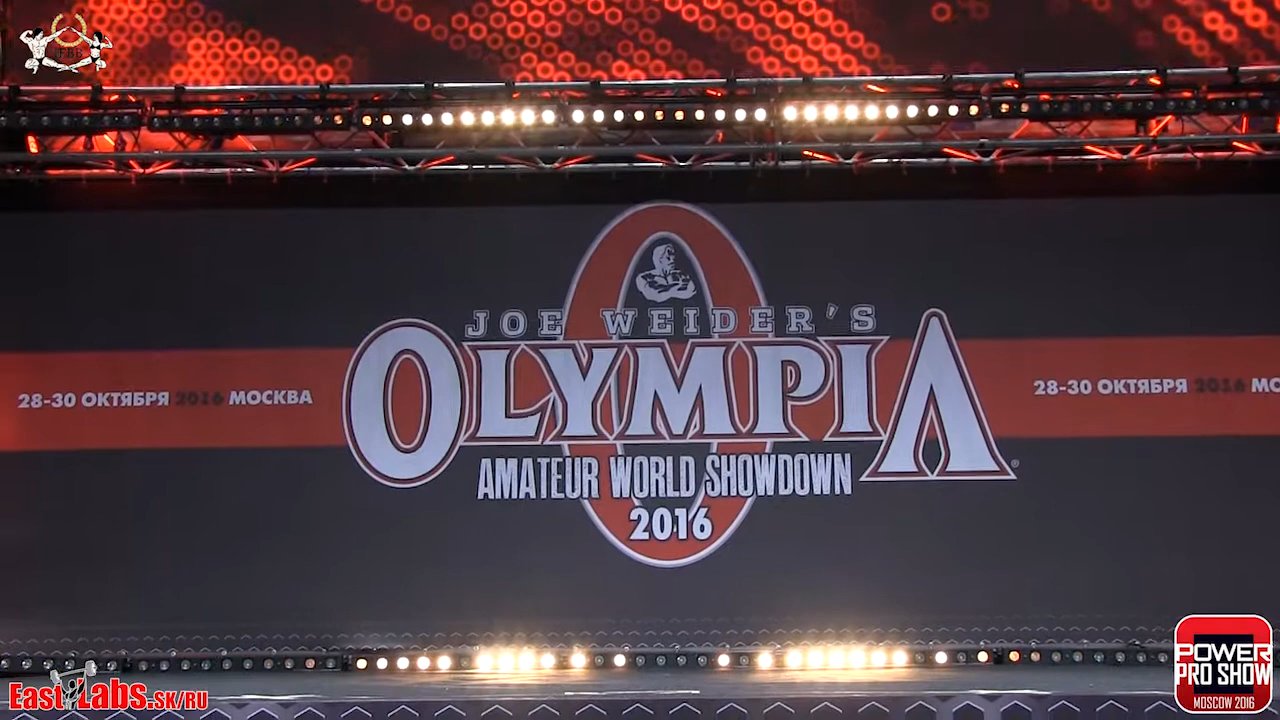 JOE WEIDER'S
OLYMPIA®
AMATEUR WORLD SHOWDOWN
2016
28-30 ОКТЯБРЯ 2016 МОСКВА
28-30 ОКТЯБРЯ 2016 МО
EastLabs.SK/RU
POWER
PRO SHOW
MOSCOW 2016